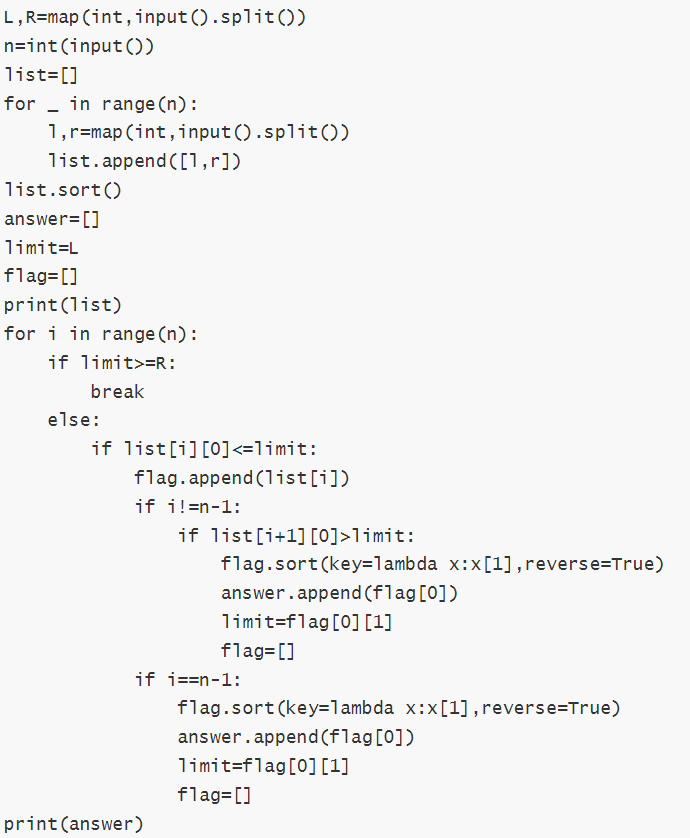 L,R=map(int,input().split())
n=int(input())
list=[]
for _ in range(n):
    l,r=map(int,input().split())
    list.append([l,r])
list.sort()
answer=[]
limit=L
flag=[]
print(list)
for i in range(n):
    if limit>=R:
        break
    else:
        if list[i][0]<=limit:
            flag.append(list[i])
            if i!=n-1:
                if list[i+1][0]>limit:
                    flag.sort(key=lambda x:x[1],reverse=True)
                    answer.append(flag[0])
                    limit=flag[0][1]
                    flag=[]
            if i==n-1:
                flag.sort(key=lambda x:x[1],reverse=True)
                answer.append(flag[0])
                limit=flag[0][1]
                flag=[]
print(answer)